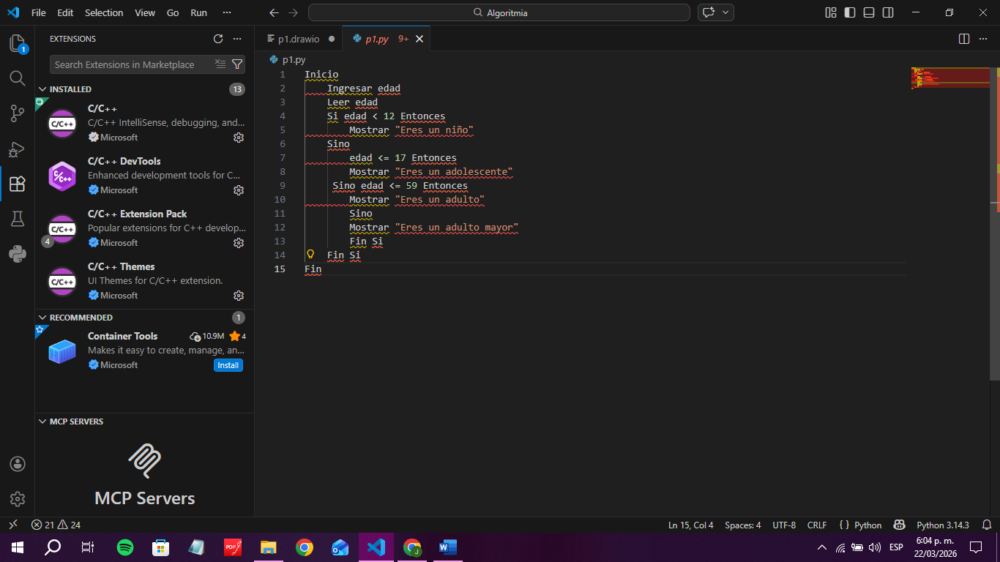 File Edit Selection View Go Run ··· Algoritmia
EXTENSIONS
Search Extensions in Marketplace
INSTALLED 13
C/C++
C/C++ IntelliSense, debugging, and...
Microsoft
C/C++ DevTools
Enhanced development tools for C...
Microsoft
C/C++ Extension Pack
Popular extensions for C++ develop...
4 Microsoft
C/C++ Themes
UI Themes for C/C++ extension.
Microsoft
RECOMMENDED 1
Container Tools 10.9M 4
Makes it easy to create, manage, an...
Microsoft Install
MCP SERVERS
MCP Servers
1
p1.drawio p1.py 9+
p1.py
1 Inicio
2 Ingresar edad
3 Leer edad
4 Si edad < 12 Entonces
5 Mostrar "Eres un niño"
6 Sino
7 edad <= 17 Entonces
8 Mostrar "Eres un adolescente"
9 Sino edad <= 59 Entonces
10 Mostrar "Eres un adulto"
11 Sino
12 Mostrar "Eres un adulto mayor"
13 Fin Si
14 Fin Si
15 Fin
21 24 Ln 15, Col 4 Spaces: 4 UTF-8 CRLF { } Python Python 3.14.3
PDF J W ESP 6:04 p. m.
22/03/2026